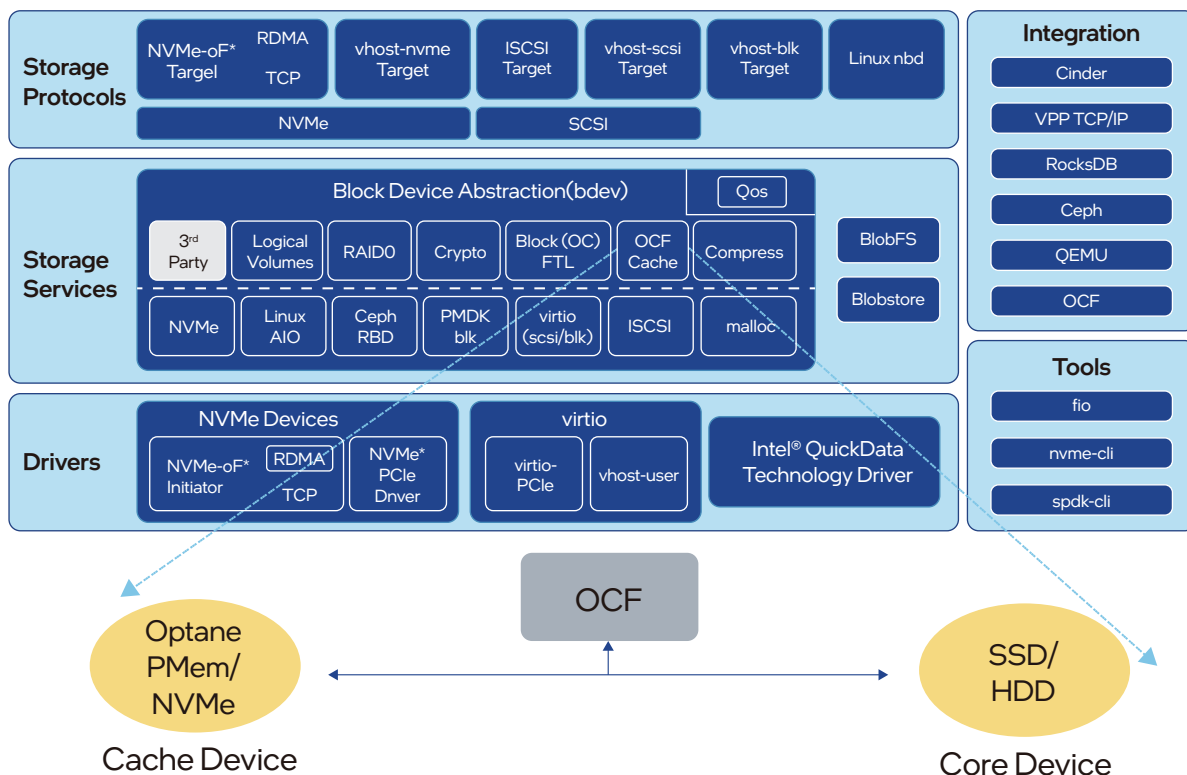 Storage
Protocols
NVMe-oF*
Targel
RDMA
TCP
vhost-nvme
Target
ISCSI
Target
vhost-scsi
Target
vhost-blk
Target
Linux nbd
NVMe
SCSI
Storage
Services
Block Device Abstraction(bdev)
Qos
3rd
Party
Logical
Volumes
RAID0
Crypto
Block (OC)
FTL
OCF
Cache
Compress
NVMe
Linux
AIO
Ceph
RBD
PMDK
blk
virtio
(scsi/blk)
ISCSI
malloc
BlobFS
Blobstore
Drivers
NVMe Devices
NVMe-oF*
Initiator
RDMA
TCP
NVMe*
PCIe
Dnver
virtio
virtio-
PCIe
vhost-user
Intel® QuickData
Technology Driver
Integration
Cinder
VPP TCP/IP
RocksDB
Ceph
QEMU
OCF
Tools
fio
nvme-cli
spdk-cli
OCF
Optane
PMem/
NVMe
Cache Device
SSD/
HDD
Core Device